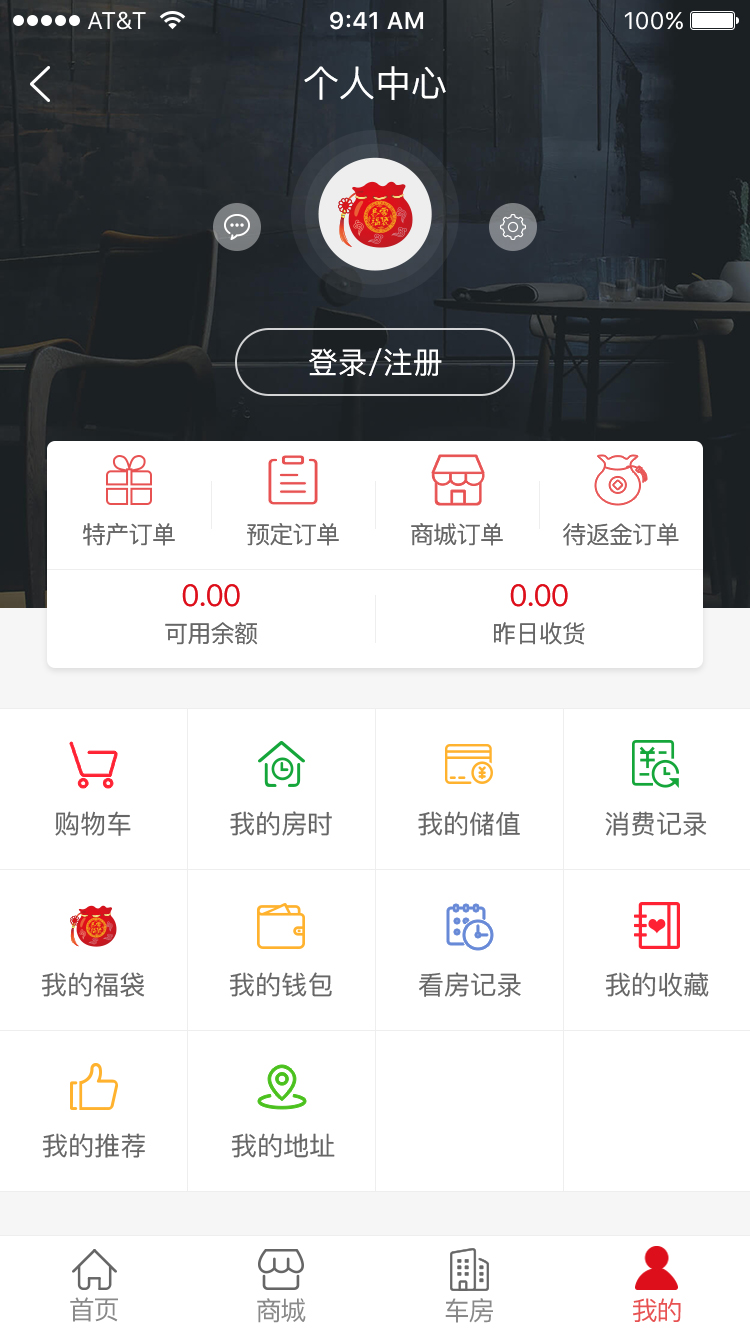 AT&T 9:41 AM 100%
个人中心
登录/注册
特产订单 预定订单 商城订单 待返金订单
0.00 0.00
可用余额 昨日收货
购物车 我的房时 我的储值 消费记录
我的福袋 我的钱包 看房记录 我的收藏
我的推荐 我的地址
首页 商城 车房 我的